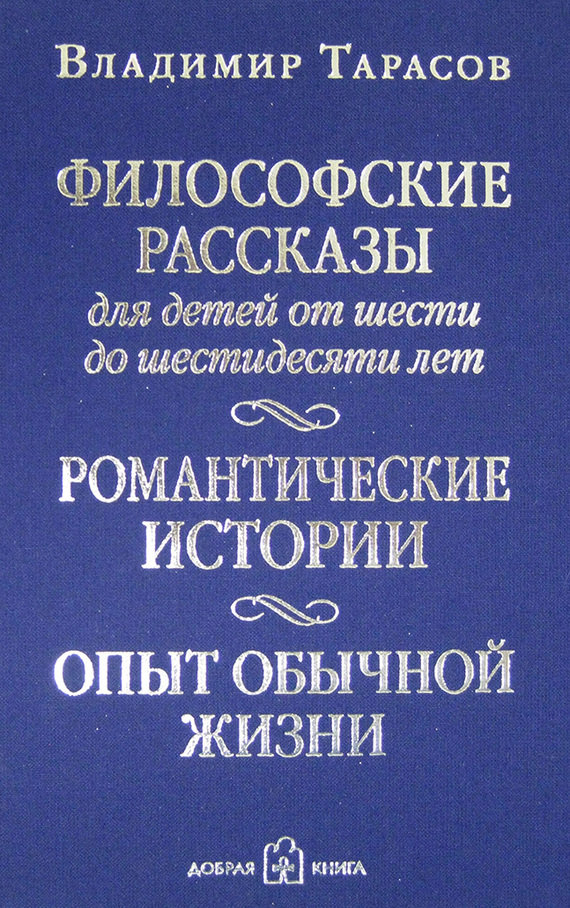 Владимир Тарасов
ФИЛОСОФСКИЕ
РАССКАЗЫ
для детей от шести
до шестидесяти лет
РОМАНТИЧЕСКИЕ
ИСТОРИИ
ОПЫТ ОБЫЧНОЙ
ЖИЗНИ
ДОБРАЯ КНИГА